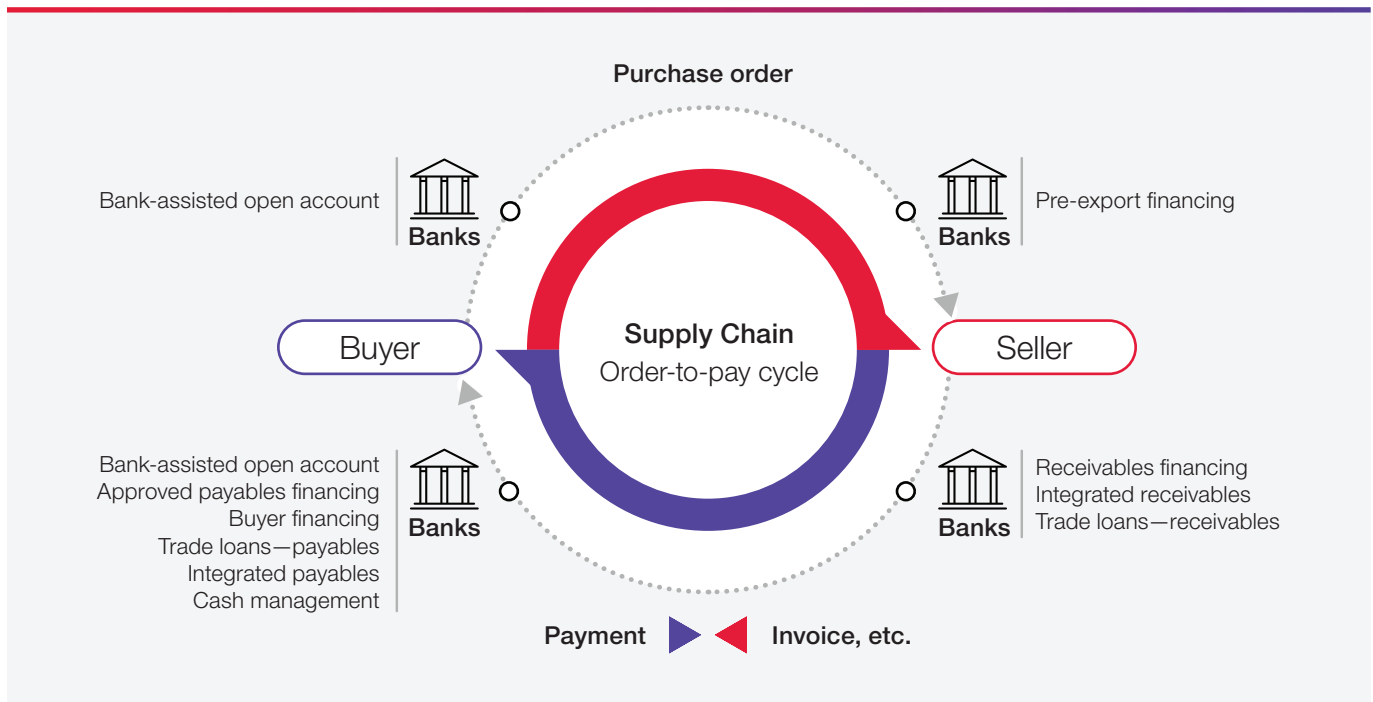 Purchase order
Bank-assisted open account
Banks
Banks
Pre-export financing
Buyer
Supply Chain
Order-to-pay cycle
Seller
Bank-assisted open account
Approved payables financing
Buyer financing
Trade loans—payables
Integrated payables
Cash management
Banks
Banks
Receivables financing
Integrated receivables
Trade loans—receivables
Payment
Invoice, etc.